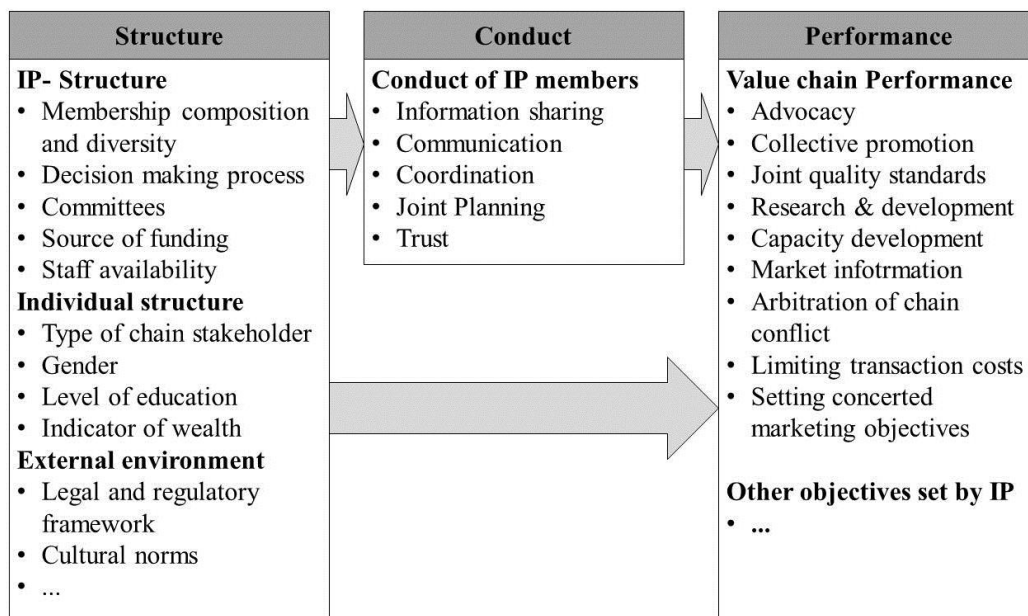 Structure
IP- Structure
• Membership composition
and diversity
• Decision making process
• Committees
• Source of funding
• Staff availability
Individual structure
• Type of chain stakeholder
• Gender
• Level of education
• Indicator of wealth
External environment
• Legal and regulatory
framework
• Cultural norms
• ...
Conduct
Conduct of IP members
• Information sharing
• Communication
• Coordination
• Joint Planning
• Trust
Performance
Value chain Performance
• Advocacy
• Collective promotion
• Joint quality standards
• Research & development
• Capacity development
• Market infotrmation
• Arbitration of chain
conflict
• Limiting transaction costs
• Setting concerted
marketing objectives
Other objectives set by IP
• ...